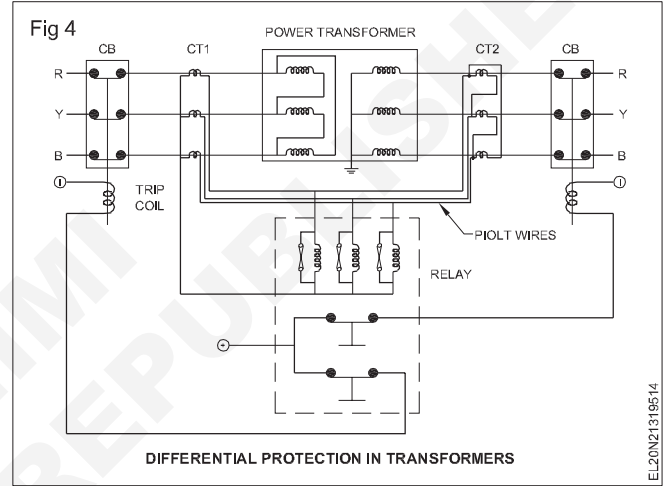 Fig 4
POWER TRANSFORMER
CB
CT1
CT2
CB
R
R
Y
Y
B
B
TRIP
COIL
PIOLT WIRES
RELAY
DIFFERENTIAL PROTECTION IN TRANSFORMERS
EL20N21319514